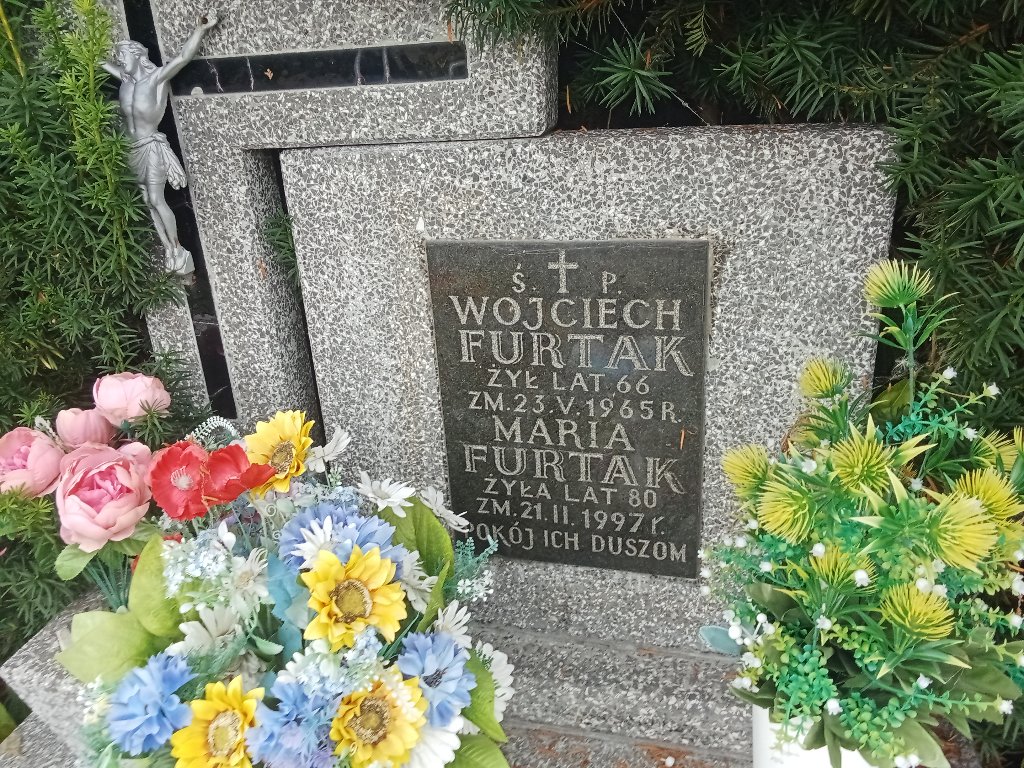 Ś. P.
WOJCIECH
FURTAK
ŻYŁ LAT 66
ZM. 23.V.1965 R.
MARIA
FURTAK
ŻYŁA LAT 80
ZM. 21.II.1997 r.
POKÓJ ICH DUSZOM